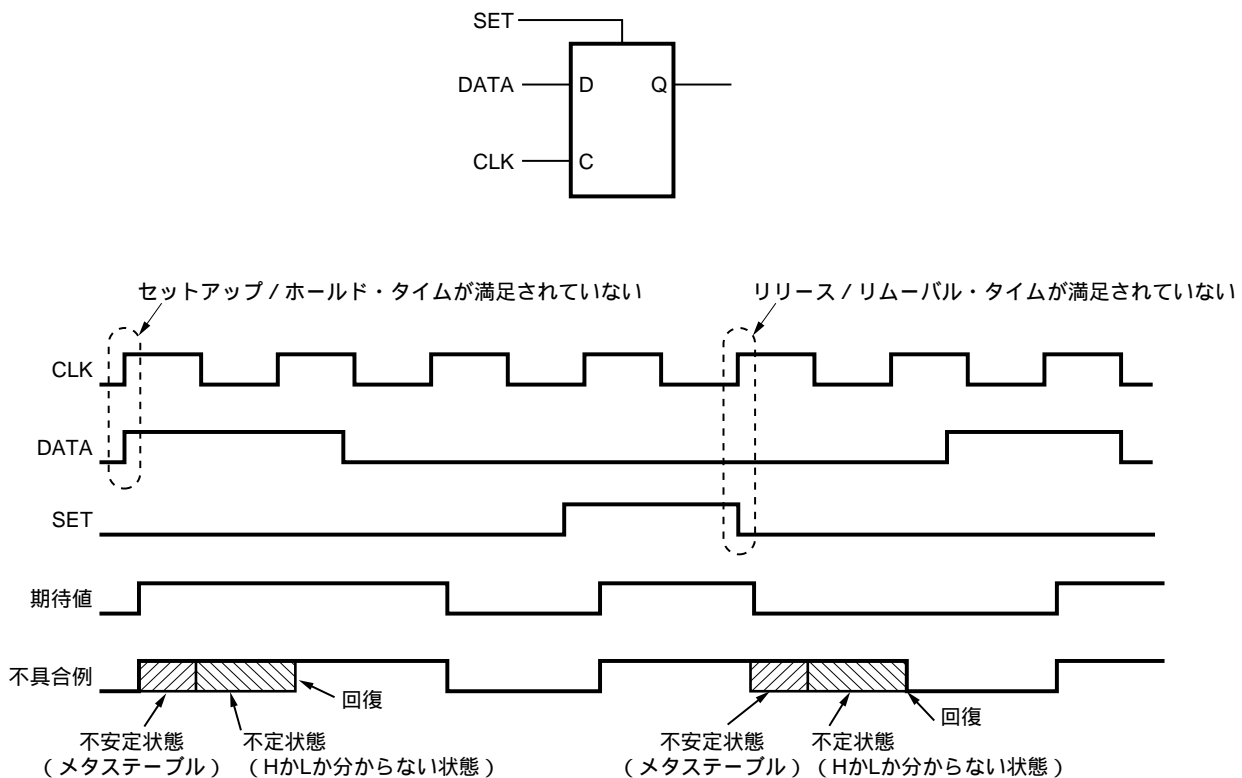 SET
DATA
D
Q
CLK
C
セットアップ / ホールド・タイムが満足されていない
リリース / リムーバル・タイムが満足されていない
CLK
DATA
SET
期待値
不具合例
回復
回復
不安定状態
（メタステーブル）
不定状態
（HかLか分からない状態）
不安定状態
（メタステーブル）
不定状態
（HかLか分からない状態）